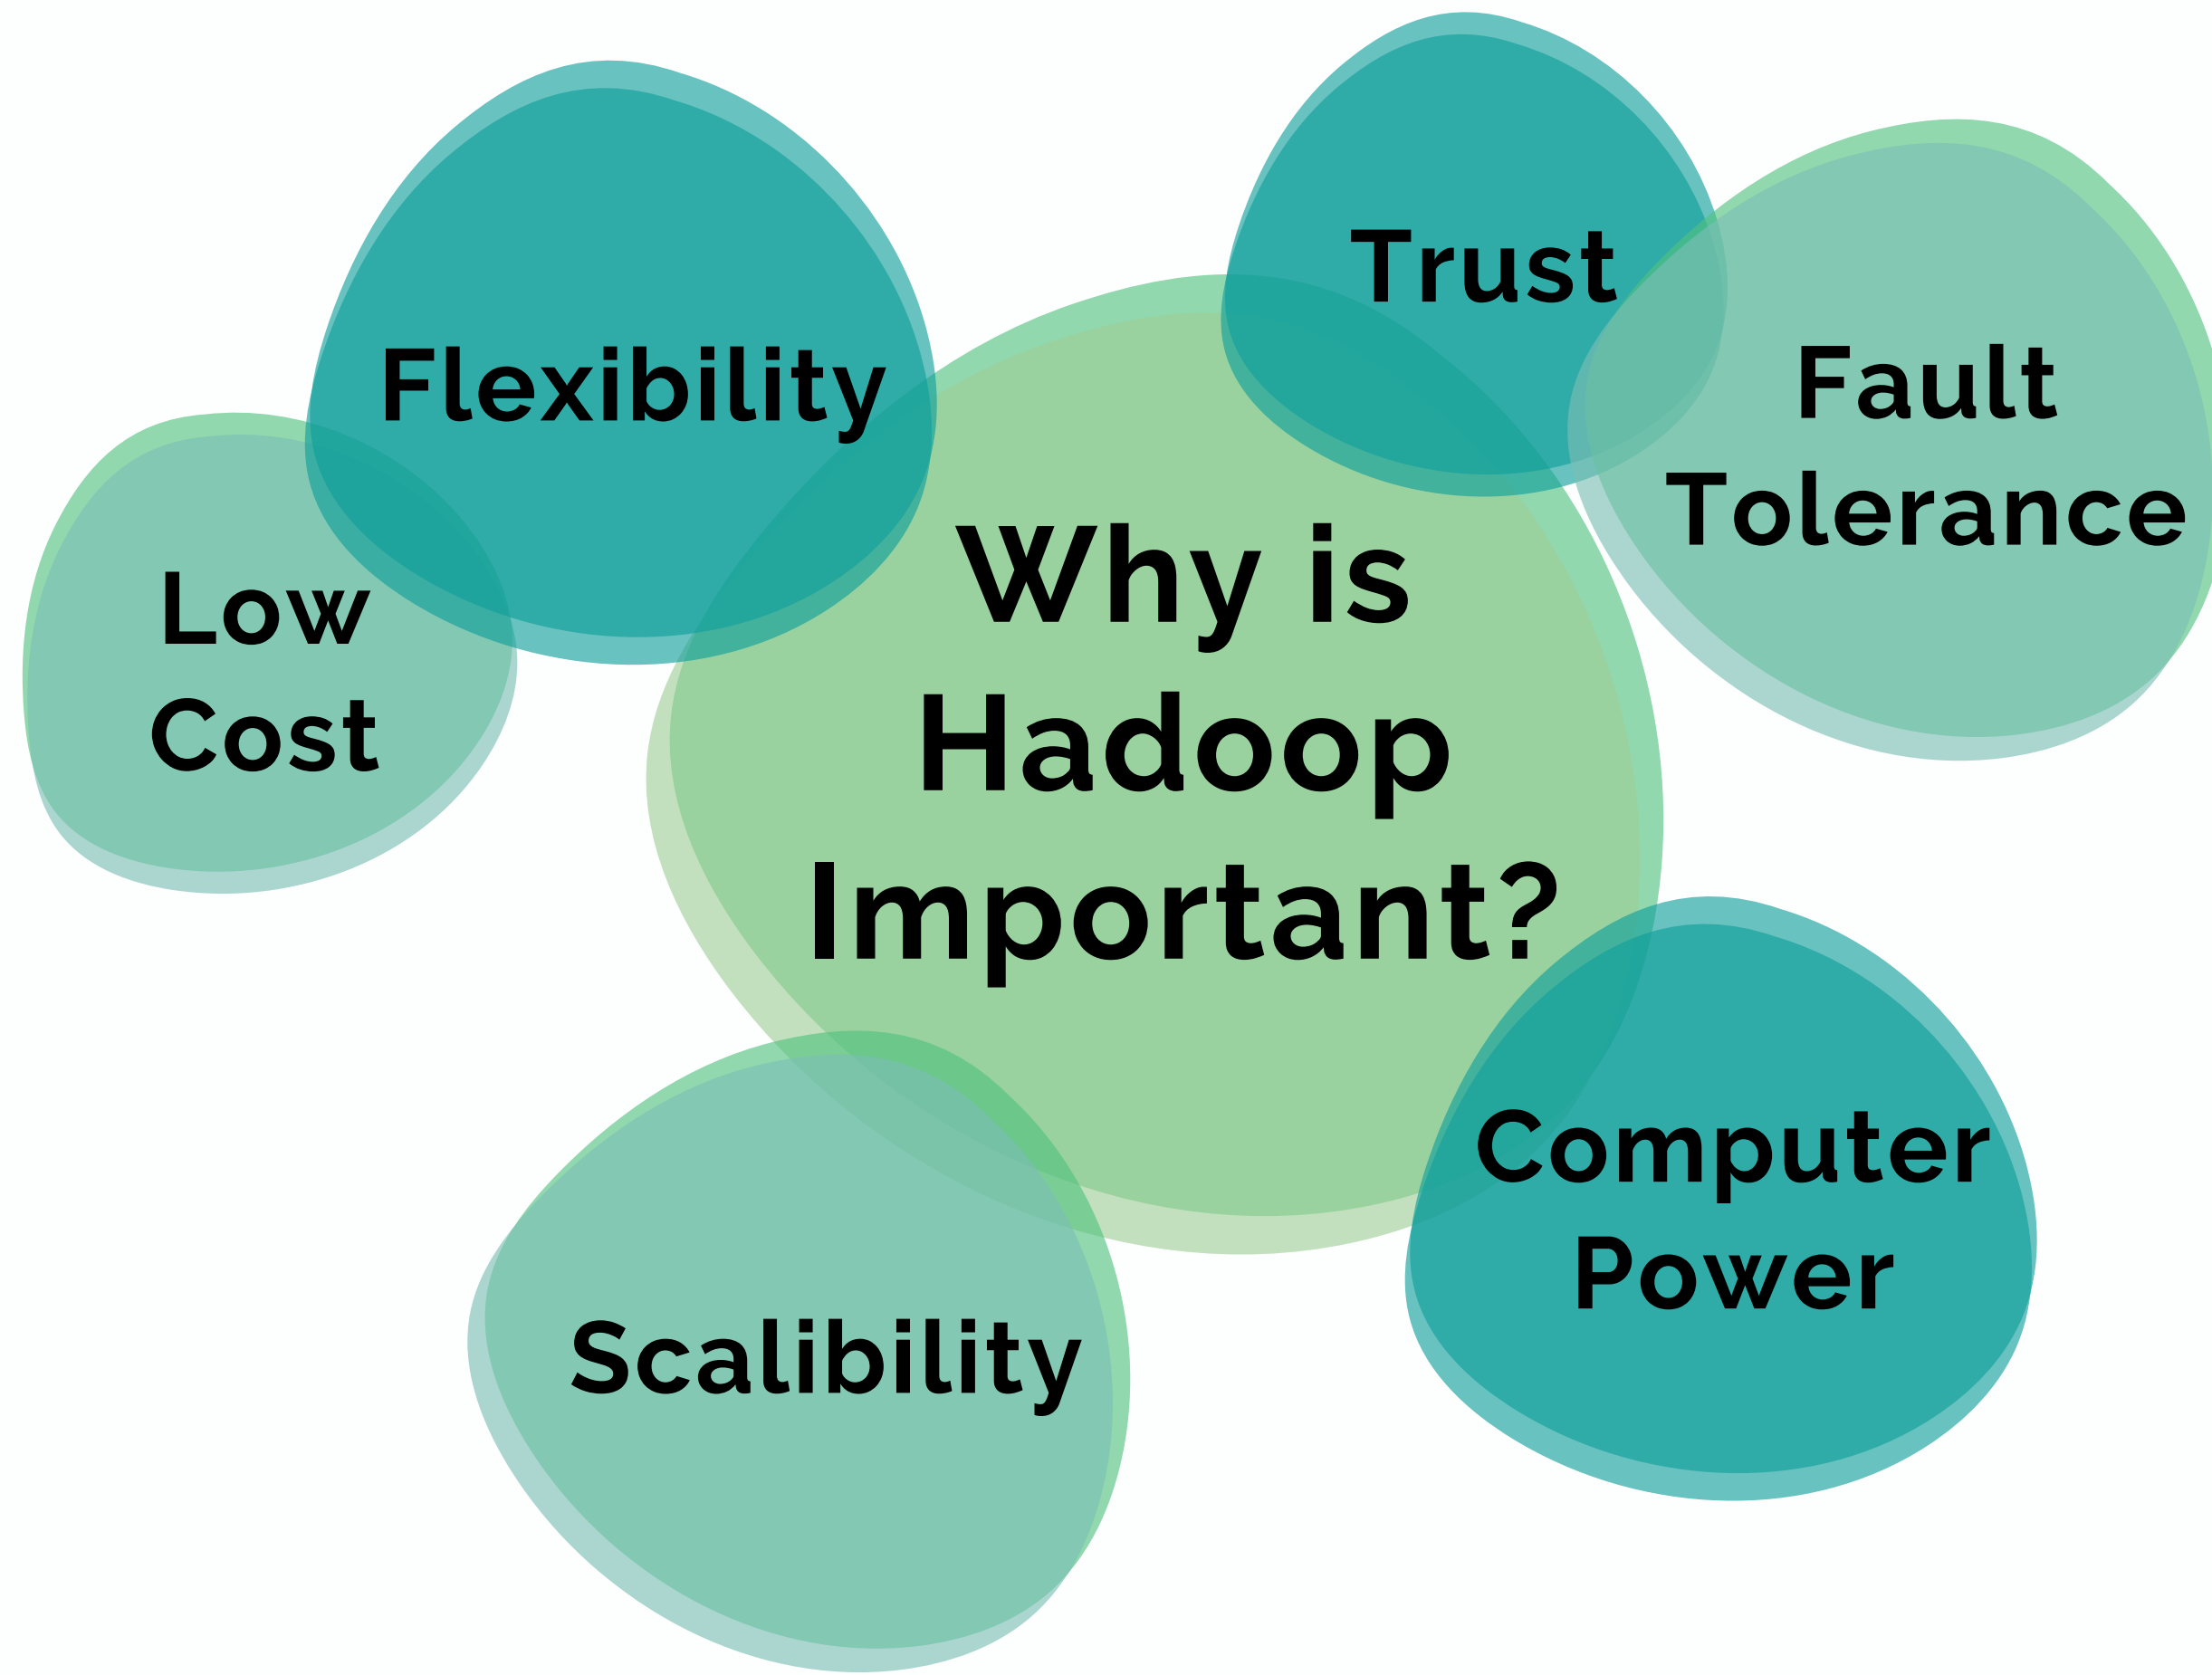 Trust
Flexibility
Fault
Tolerance
Low
Cost
Why is
Hadoop
Important?
Computer
Power
Scalibility